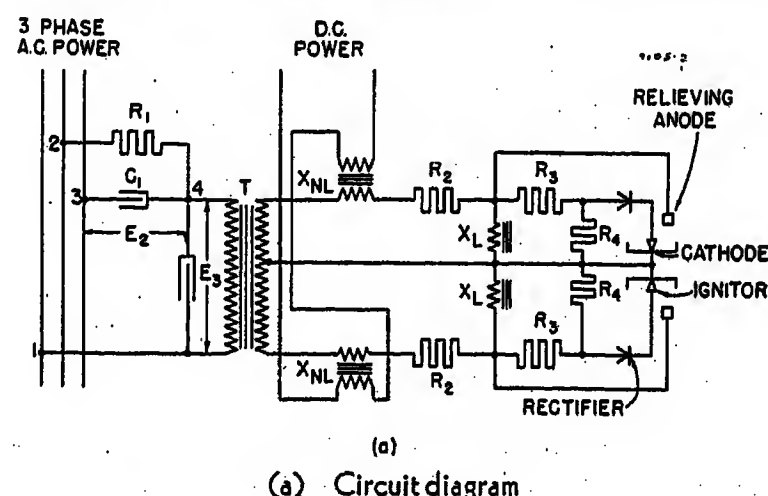 3 PHASE
A.C. POWER
D.C.
POWER
RELIEVING
ANODE
R1
2
3
C1
4
T
XNL
R2
R3
E2
E3
XL
R4
CATHODE
XL
R4
IGNITOR
1
XNL
R2
R3
RECTIFIER
(a)
(a) Circuit diagram